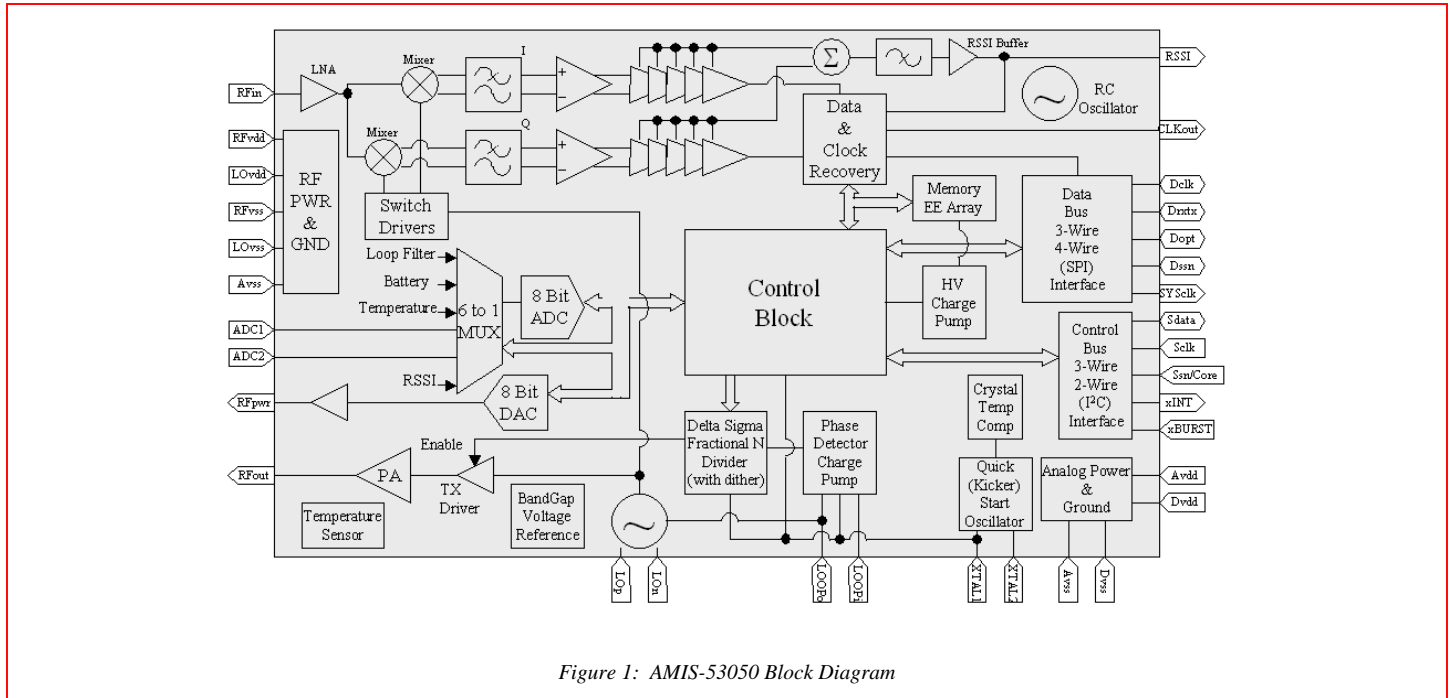 RSSI Buffer
RSSI
LNA
Mixer
I
Σ
RFin
RC
Oscillator
Data
&
Clock
Recovery
CLKout
RFvdd
Mixer
Q
LOvdd
RFvss
LOvss
Avss
RF
PWR
&
GND
Switch
Drivers
Memory
EE Array
Data
Bus
3-Wire
4-Wire
(SPI)
Interface
Dclk
Drxtx
Dopt
Dssn
SYSclk
Loop Filter
Battery
Temperature
6 to 1
MUX
RSSI
8 Bit
ADC
Control
Block
HV
Charge
Pump
ADC1
ADC2
Control
Bus
3-Wire
2-Wire
(I²C)
Interface
Sdata
Sclk
Ssn/Core
xINT
xBURST
RFpwr
8 Bit
DAC
Crystal
Temp
Comp
Enable
Delta Sigma
Fractional N
Divider
(with dither)
Phase
Detector
Charge
Pump
RFout
PA
TX
Driver
Quick
(Kicker)
Start
Oscillator
Analog Power
&
Ground
Avdd
Dvdd
Temperature
Sensor
BandGap
Voltage
Reference
LOp
LOn
LOOPo
LOOPi
XTAL1
XTAL2
Avss
Dvss
Figure 1: AMIS-53050 Block Diagram